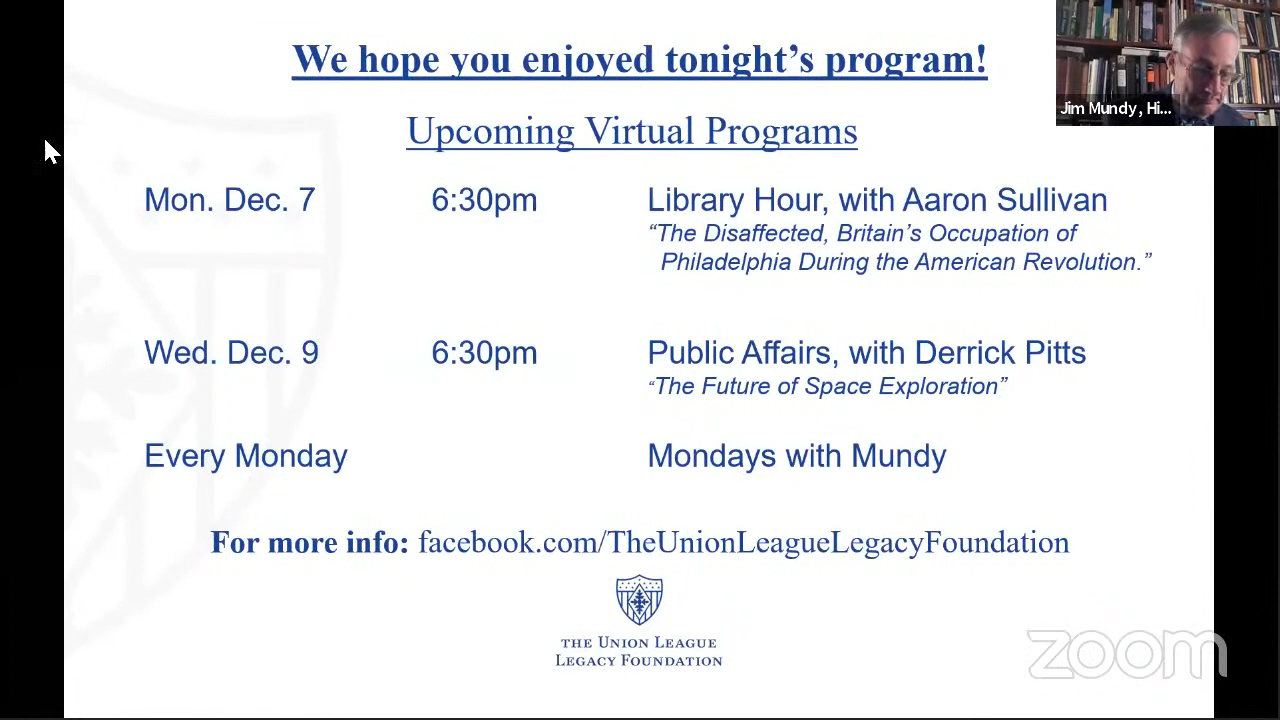 We hope you enjoyed tonight’s program!
Jim Mundy, Hi...
Upcoming Virtual Programs
Mon. Dec. 7 6:30pm Library Hour, with Aaron Sullivan
“The Disaffected, Britain’s Occupation of
Philadelphia During the American Revolution.”
Wed. Dec. 9 6:30pm Public Affairs, with Derrick Pitts
“The Future of Space Exploration”
Every Monday Mondays with Mundy
For more info: facebook.com/TheUnionLeagueLegacyFoundation
THE UNION LEAGUE
LEGACY FOUNDATION
zoom